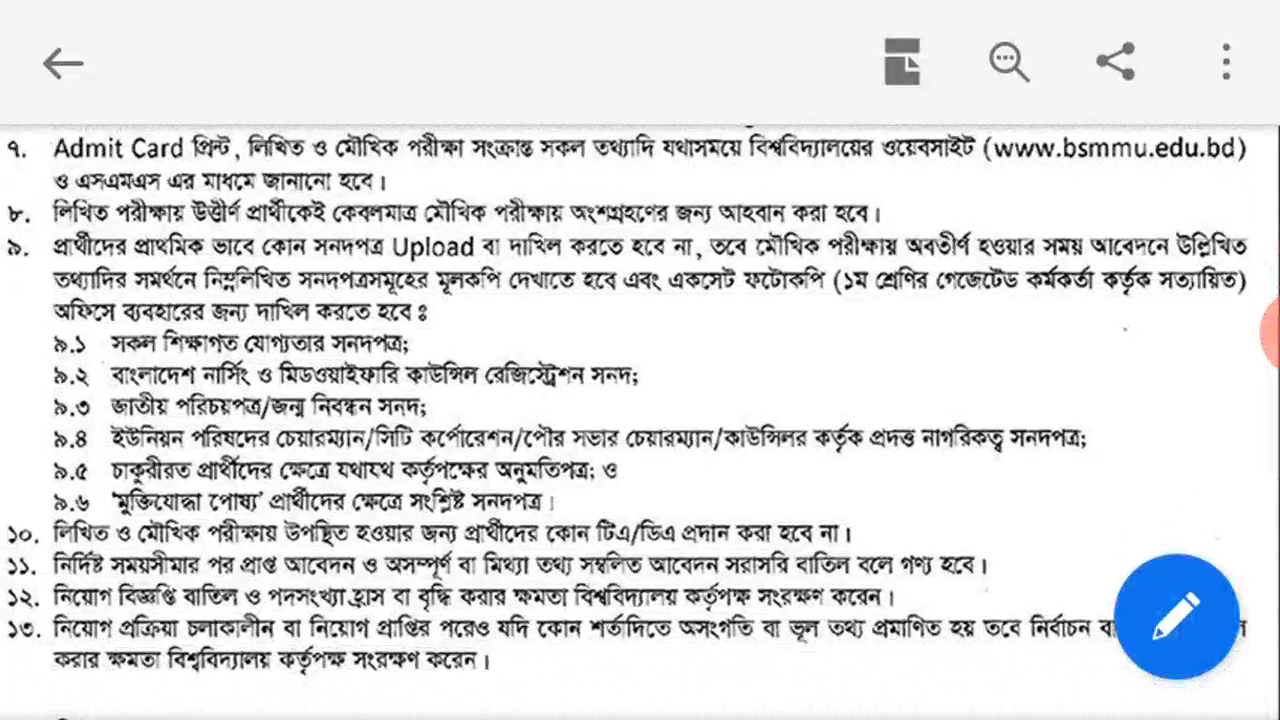 ৭. Admit Card প্রিন্ট, লিখিত ও মৌখিক পরীক্ষা সংক্রান্ত সকল তথ্যাদি যথাসময়ে বিশ্ববিদ্যালয়ের ওয়েবসাইট (www.bsmmu.edu.bd)
ও এসএমএস এর মাধমে জানানো হবে।
৮. লিখিত পরীক্ষায় উত্তীর্ণ প্রার্থীকেই কেবলমাত্র মৌখিক পরীক্ষায় অংশগ্রহণের জন্য আহবান করা হবে।
৯. প্রার্থীদের প্রাথমিক ভাবে কোন সনদপত্র Upload বা দাখিল করতে হবে না, তবে মৌখিক পরীক্ষায় অবতীর্ণ হওয়ার সময় আবেদনে উল্লিখিত
তথ্যাদির সমর্থনে নিম্নলিখিত সনদপত্রসমূহের মূলকপি দেখাতে হবে এবং একসেট ফটোকপি (১ম শ্রেণির গেজেটেড কর্মকর্তা কর্তৃক সত্যায়িত)
অফিসে ব্যবহারের জন্য দাখিল করতে হবে ঃ
৯.১ সকল শিক্ষাগত যোগ্যতার সনদপত্র;
৯.২ বাংলাদেশ নার্সিং ও মিডওয়াইফারি কাউন্সিল রেজিস্ট্রেশন সনদ;
৯.৩ জাতীয় পরিচয়পত্র/জন্ম নিবন্ধন সনদ;
৯.৪ ইউনিয়ন পরিষদের চেয়ারম্যান/সিটি কর্পোরেশন/পৌর সভার চেয়ারম্যান/কাউন্সিলর কর্তৃক প্রদত্ত নাগরিকত্ব সনদপত্র;
৯.৫ চাকুরীরত প্রার্থীদের ক্ষেত্রে যথাযথ কর্তৃপক্ষের অনুমতিপত্র; ও
৯.৬ ‘মুক্তিযোদ্ধা পোষ্য’ প্রার্থীদের ক্ষেত্রে সংশ্লিষ্ট সনদপত্র।
১০. লিখিত ও মৌখিক পরীক্ষায় উপস্থিত হওয়ার জন্য প্রার্থীদের কোন টিএ/ডিএ প্রদান করা হবে না।
১১. নির্দিষ্ট সময়সীমার পর প্রাপ্ত আবেদন ও অসম্পূর্ণ বা মিথ্যা তথ্য সম্বলিত আবেদন সরাসরি বাতিল বলে গণ্য হবে।
১২. নিয়োগ বিজ্ঞপ্তি বাতিল ও পদসংখ্যা হ্রাস বা বৃদ্ধি করার ক্ষমতা বিশ্ববিদ্যালয় কর্তৃপক্ষ সংরক্ষণ করেন।
১৩. নিয়োগ প্রক্রিয়া চলাকালীন বা নিয়োগ প্রাপ্তির পরেও যদি কোন শর্তাদিতে অসংগতি বা ভূল তথ্য প্রমাণিত হয় তবে নির্বাচন
করার ক্ষমতা বিশ্ববিদ্যালয় কর্তৃপক্ষ সংরক্ষণ করেন।